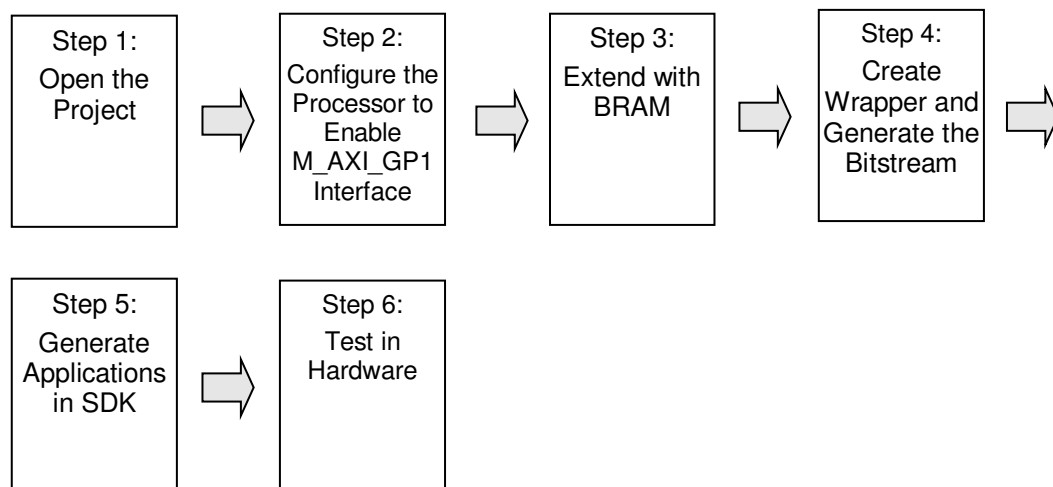 Step 1:
Open the
Project
Step 2:
Configure the
Processor to
Enable
M_AXI_GP1
Interface
Step 3:
Extend with
BRAM
Step 4:
Create
Wrapper and
Generate the
Bitstream
Step 5:
Generate
Applications
in SDK
Step 6:
Test in
Hardware